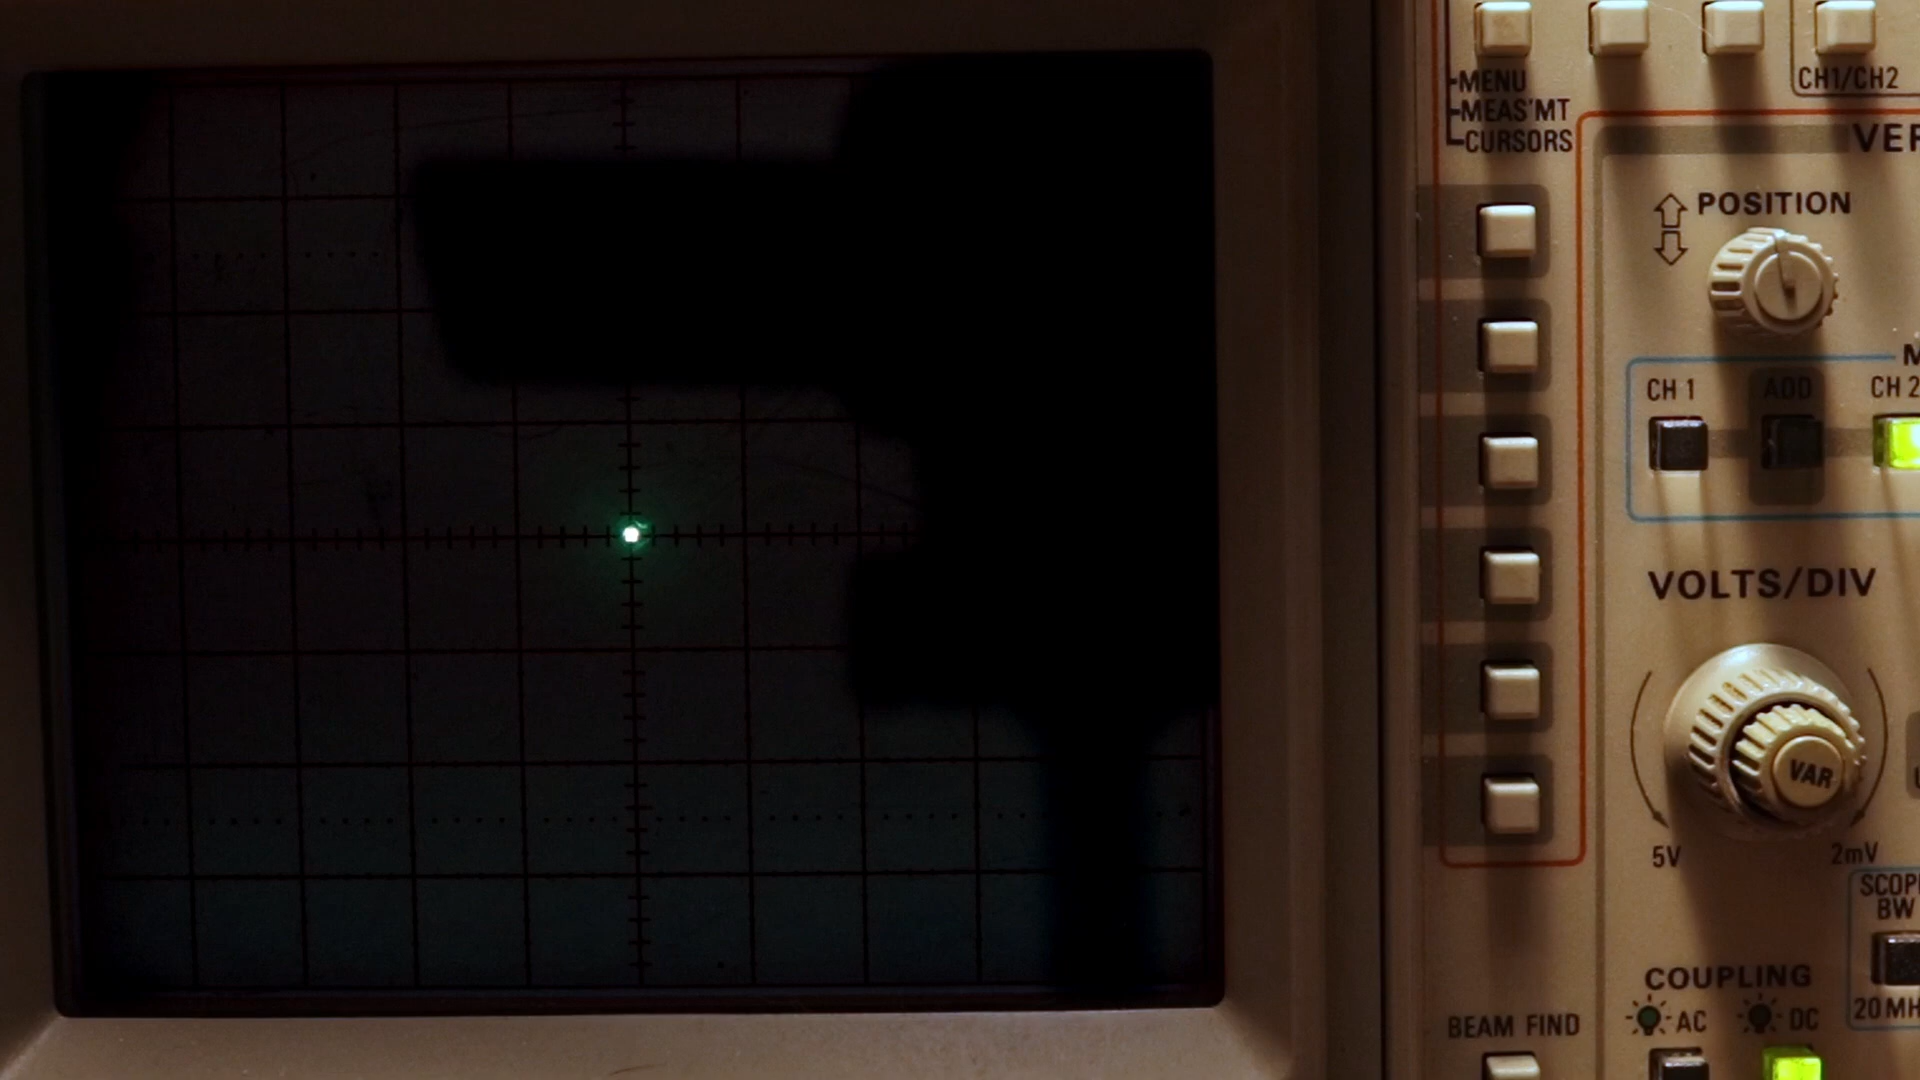 MENU
MEAS'MT
CURSORS
CH1/CH2
POSITION
CH 1
ADD
CH 2
VOLTS/DIV
VAR
5V
2mV
BW
COUPLING
AC
DC
BEAM FIND